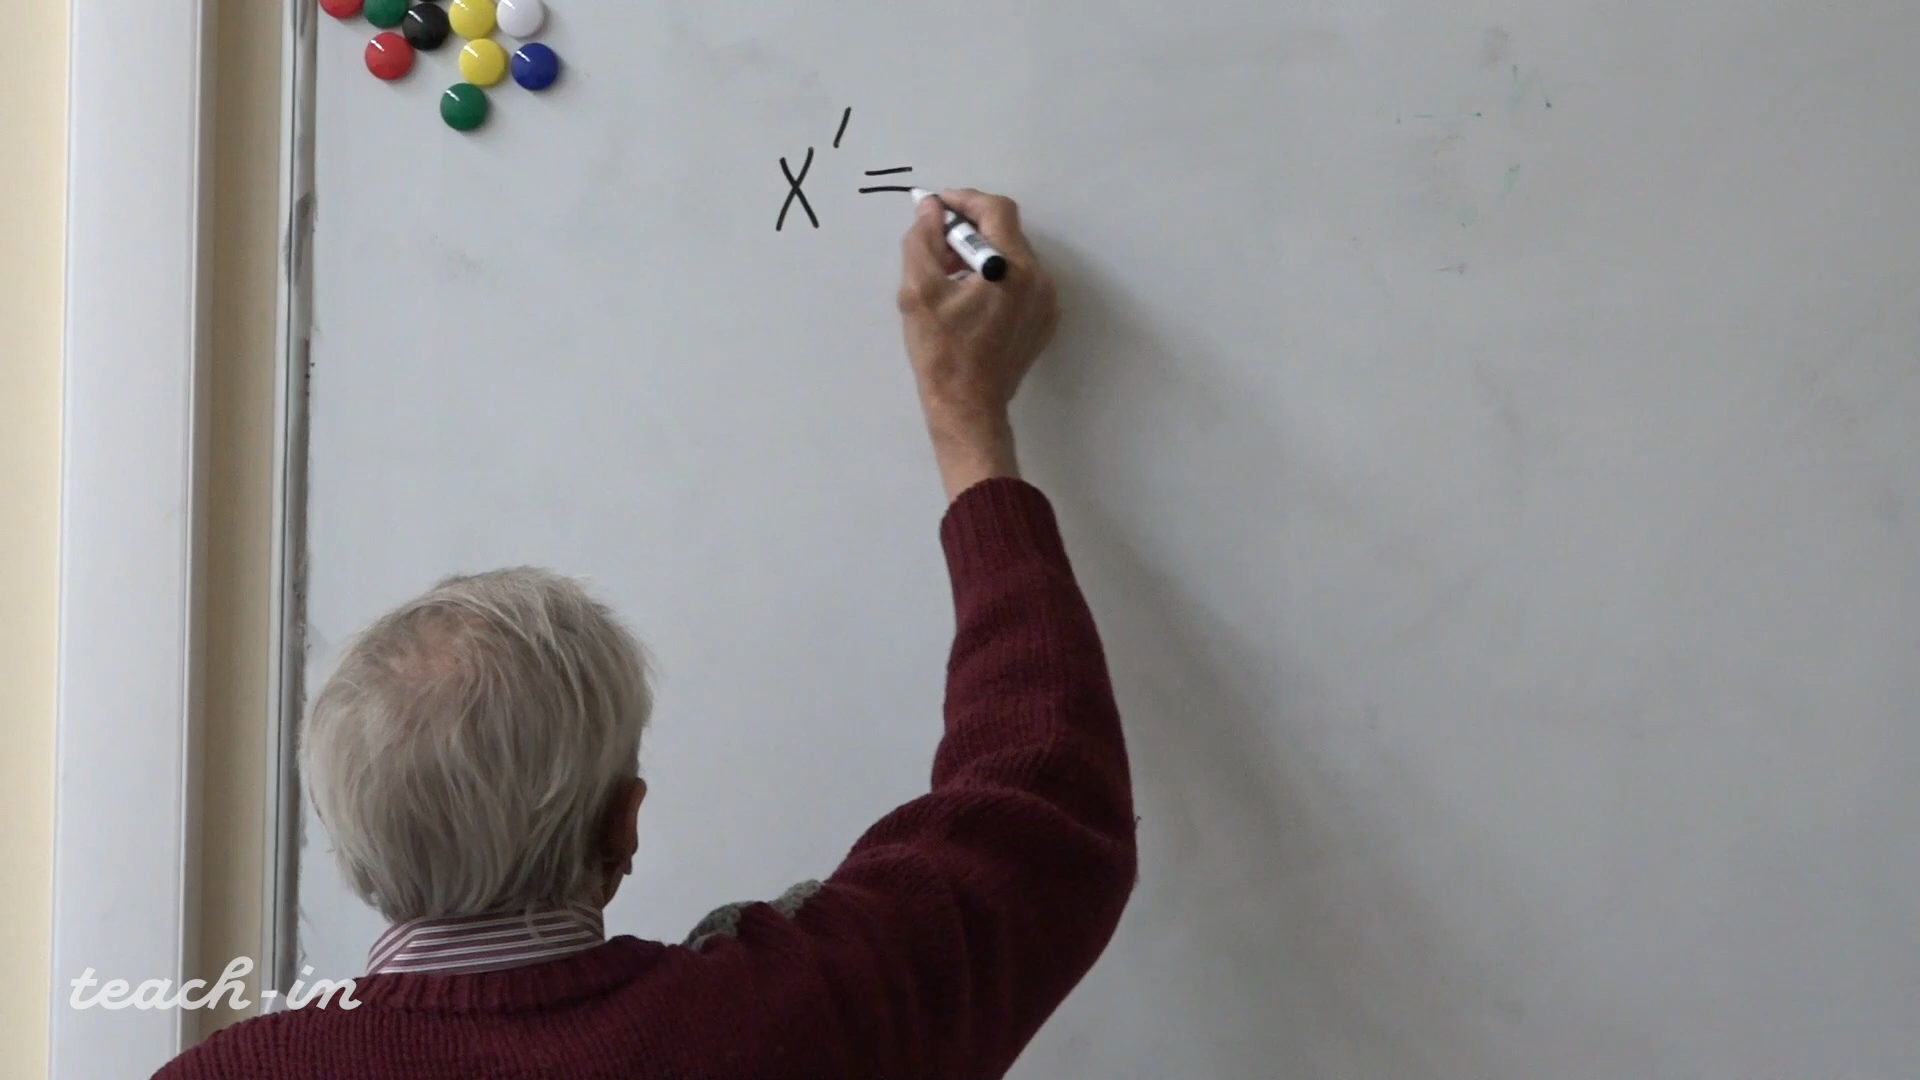 x' =
teach-in